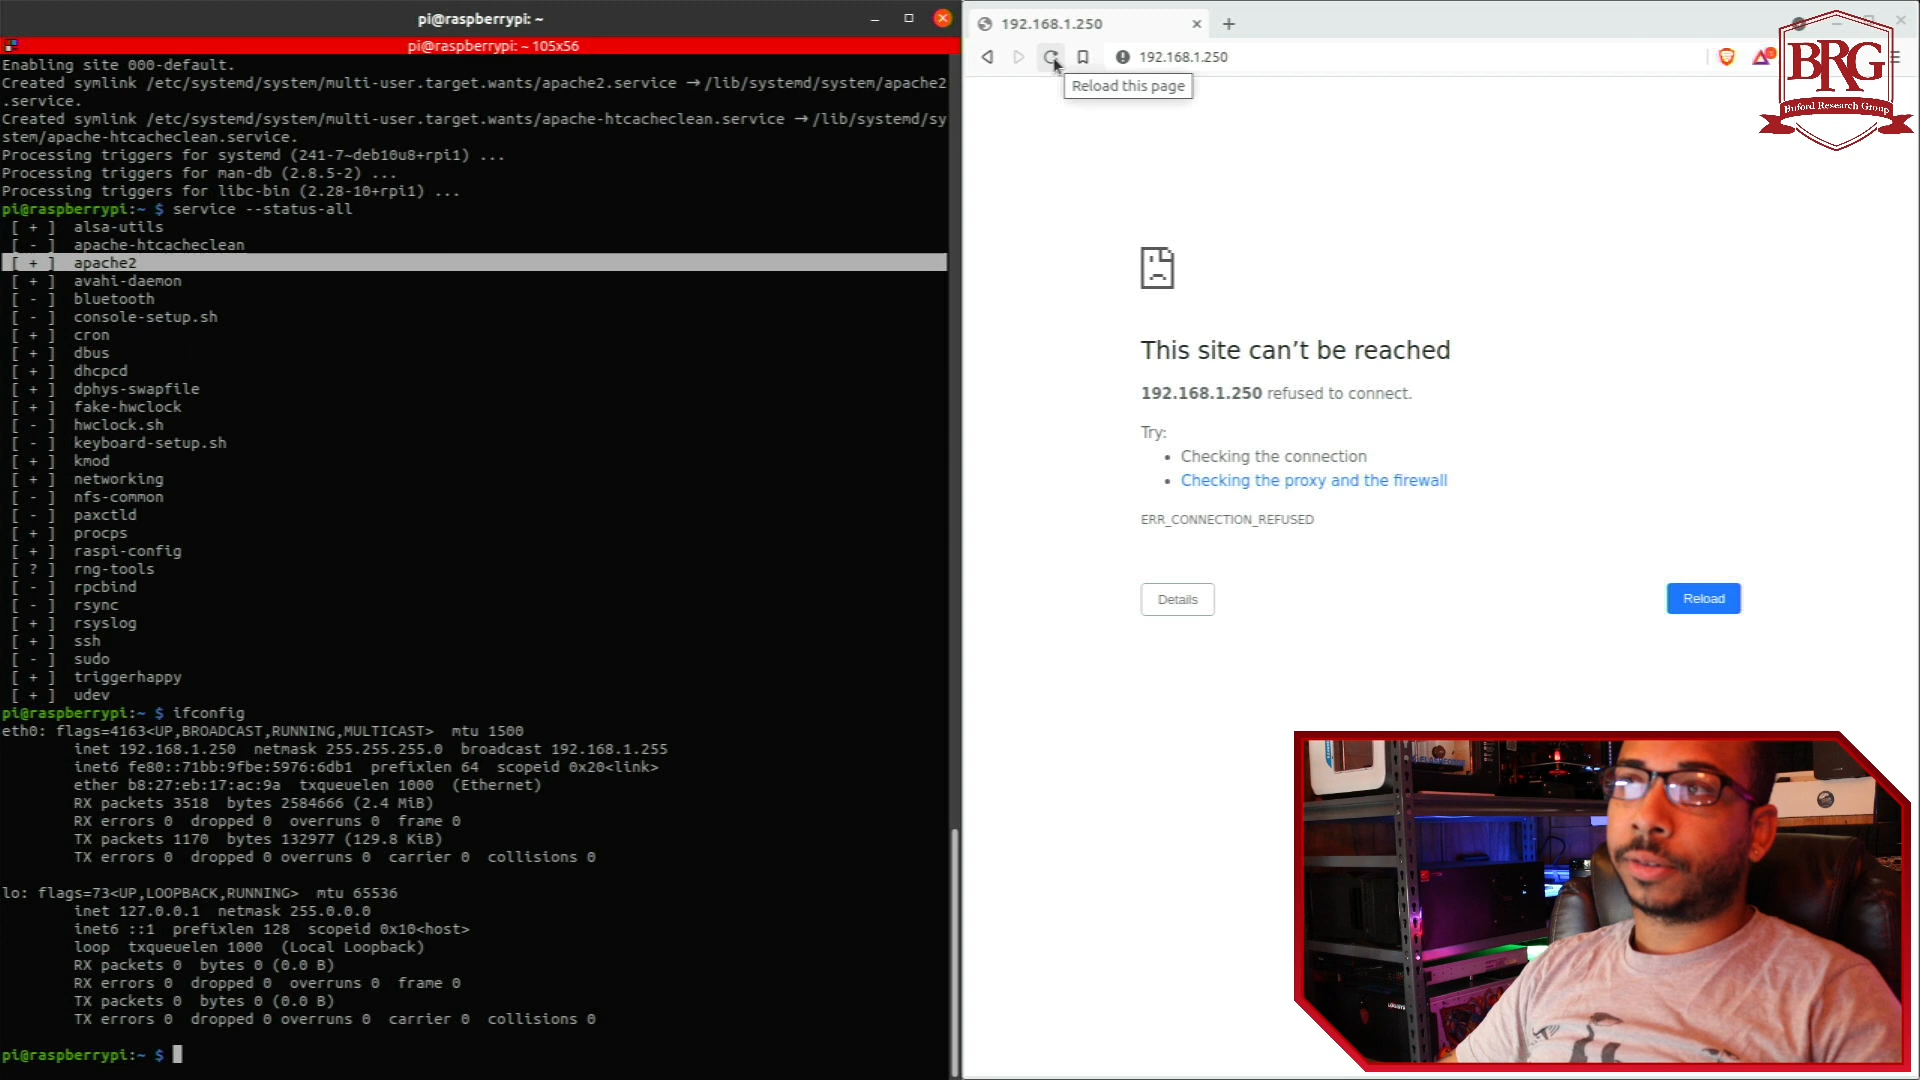 pi@raspberrypi: ~
pi@raspberrypi: ~ 105x56
Enabling site 000-default.
Created symlink /etc/systemd/system/multi-user.target.wants/apache2.service → /lib/systemd/system/apache2
.service.
Created symlink /etc/systemd/system/multi-user.target.wants/apache-htcacheclean.service → /lib/systemd/sy
stem/apache-htcacheclean.service.
Processing triggers for systemd (241-7~deb10u8+rpi1) ...
Processing triggers for man-db (2.8.5-2) ...
Processing triggers for libc-bin (2.28-10+rpi1) ...
pi@raspberrypi:~ $ service --status-all
[ + ]  alsa-utils
[ - ]  apache-htcacheclean
[ + ]  apache2
[ + ]  avahi-daemon
[ - ]  bluetooth
[ - ]  console-setup.sh
[ + ]  cron
[ + ]  dbus
[ + ]  dhcpcd
[ + ]  dphys-swapfile
[ + ]  fake-hwclock
[ - ]  hwclock.sh
[ - ]  keyboard-setup.sh
[ + ]  kmod
[ + ]  networking
[ - ]  nfs-common
[ - ]  paxctld
[ + ]  procps
[ + ]  raspi-config
[ ? ]  rng-tools
[ - ]  rpcbind
[ - ]  rsync
[ + ]  rsyslog
[ + ]  ssh
[ - ]  sudo
[ + ]  triggerhappy
[ + ]  udev
pi@raspberrypi:~ $ ifconfig
eth0: flags=4163<UP,BROADCAST,RUNNING,MULTICAST>  mtu 1500
inet 192.168.1.250  netmask 255.255.255.0  broadcast 192.168.1.255
inet6 fe80::71bb:9fbe:5976:6db1  prefixlen 64  scopeid 0x20<link>
ether b8:27:eb:17:ac:9a  txqueuelen 1000  (Ethernet)
RX packets 3518  bytes 2584666 (2.4 MiB)
RX errors 0  dropped 0  overruns 0  frame 0
TX packets 1170  bytes 132977 (129.8 KiB)
TX errors 0  dropped 0 overruns 0  carrier 0  collisions 0
lo: flags=73<UP,LOOPBACK,RUNNING>  mtu 65536
inet 127.0.0.1  netmask 255.0.0.0
inet6 ::1  prefixlen 128  scopeid 0x10<host>
loop  txqueuelen 1000  (Local Loopback)
RX packets 0  bytes 0 (0.0 B)
RX errors 0  dropped 0  overruns 0  frame 0
TX packets 0  bytes 0 (0.0 B)
TX errors 0  dropped 0 overruns 0  carrier 0  collisions 0
pi@raspberrypi:~ $
192.168.1.250
192.168.1.250
Reload this page
BRG
Buford Research Group
This site can’t be reached
192.168.1.250 refused to connect.
Try:
• Checking the connection
• Checking the proxy and the firewall
ERR_CONNECTION_REFUSED
Details
Reload